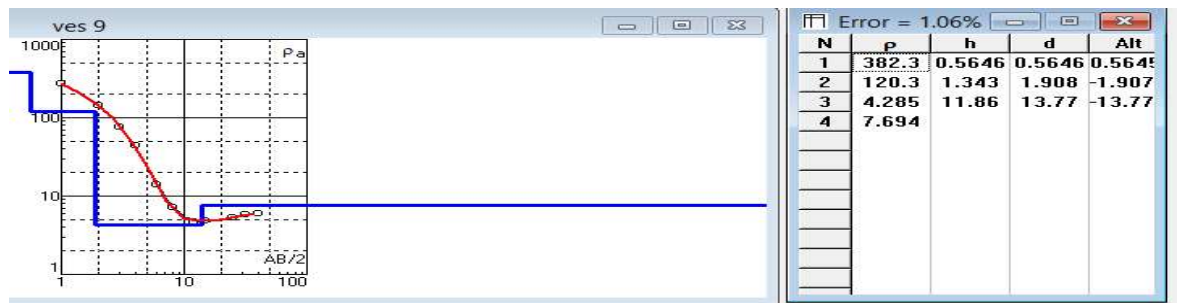 ves 9
1000
Pa
100
10
1
AB/2
1 10 100
Error = 1.06%
N ρ h d Alt
1 382.3 0.5646 0.5646 0.5645
2 120.3 1.343 1.908 -1.907
3 4.285 11.86 13.77 -13.77
4 7.694